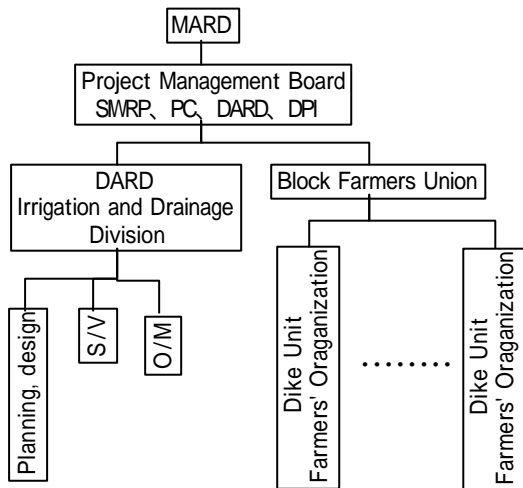 MARD
Project Management Board
SIWRP、PC、DARD、DPI
DARD
Irrigation and Drainage
Division
Block Farmers Union
Planning, design
S/V
O/M
Dike Unit
Farmers' Oraganization
........
Dike Unit
Farmers' Oraganization